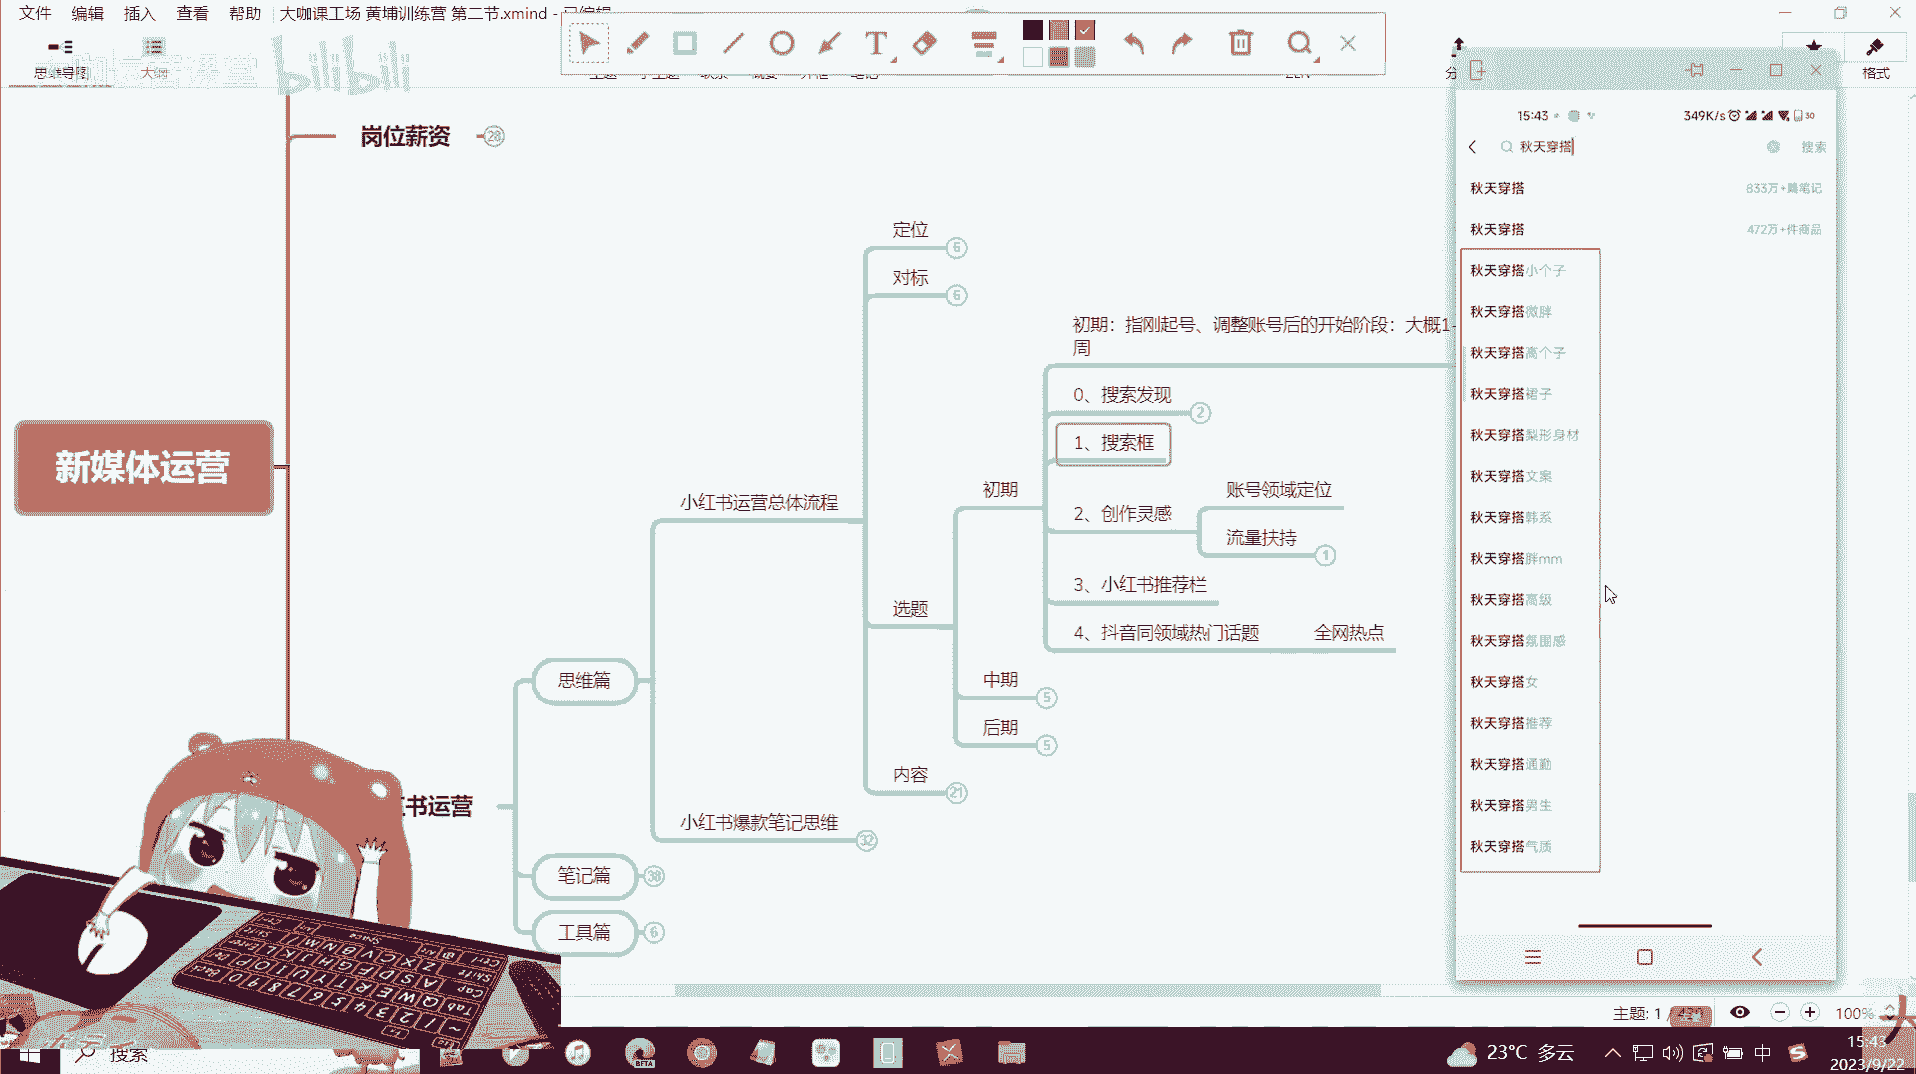 文件 编辑 插入 查看 帮助 大咖课工场 黄埔训练营 第二节.xmind - 已编辑
思维导图 大纲
bilibili
格式
岗位薪资 28
新媒体运营
书运营
思维篇
笔记篇 38
工具篇 6
小红书运营总体流程
小红书爆款笔记思维 32
定位 6
对标 6
选题
内容 21
初期
中期 5
后期 5
初期：指刚起号、调整账号后的开始阶段：大概1-
周
0、搜索发现 2
1、搜索框
2、创作灵感
账号领域定位
流量扶持 1
3、小红书推荐栏
4、抖音同领域热门话题 全网热点
15:43 349K/s 30
秋天穿搭 搜索
秋天穿搭 833万+篇笔记
秋天穿搭 472万+件商品
秋天穿搭小个子
秋天穿搭微胖
秋天穿搭高个子
秋天穿搭裙子
秋天穿搭梨形身材
秋天穿搭文案
秋天穿搭韩系
秋天穿搭胖mm
秋天穿搭高级
秋天穿搭氛围感
秋天穿搭女
秋天穿搭推荐
秋天穿搭通勤
秋天穿搭男生
秋天穿搭气质
主题: 1 / 100%
搜索 23°C 多云 中 15:43
2023/9/22